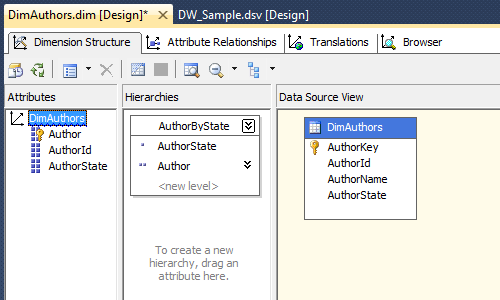 DimAuthors.dim [Design]* DW_Sample.dsv [Design]
Dimension Structure Attribute Relationships Translations Browser
Attributes
DimAuthors
Author
AuthorId
AuthorState
Hierarchies
AuthorByState
AuthorState
Author
<new level>
To create a new
hierarchy, drag an
attribute here.
Data Source View
DimAuthors
AuthorKey
AuthorId
AuthorName
AuthorState